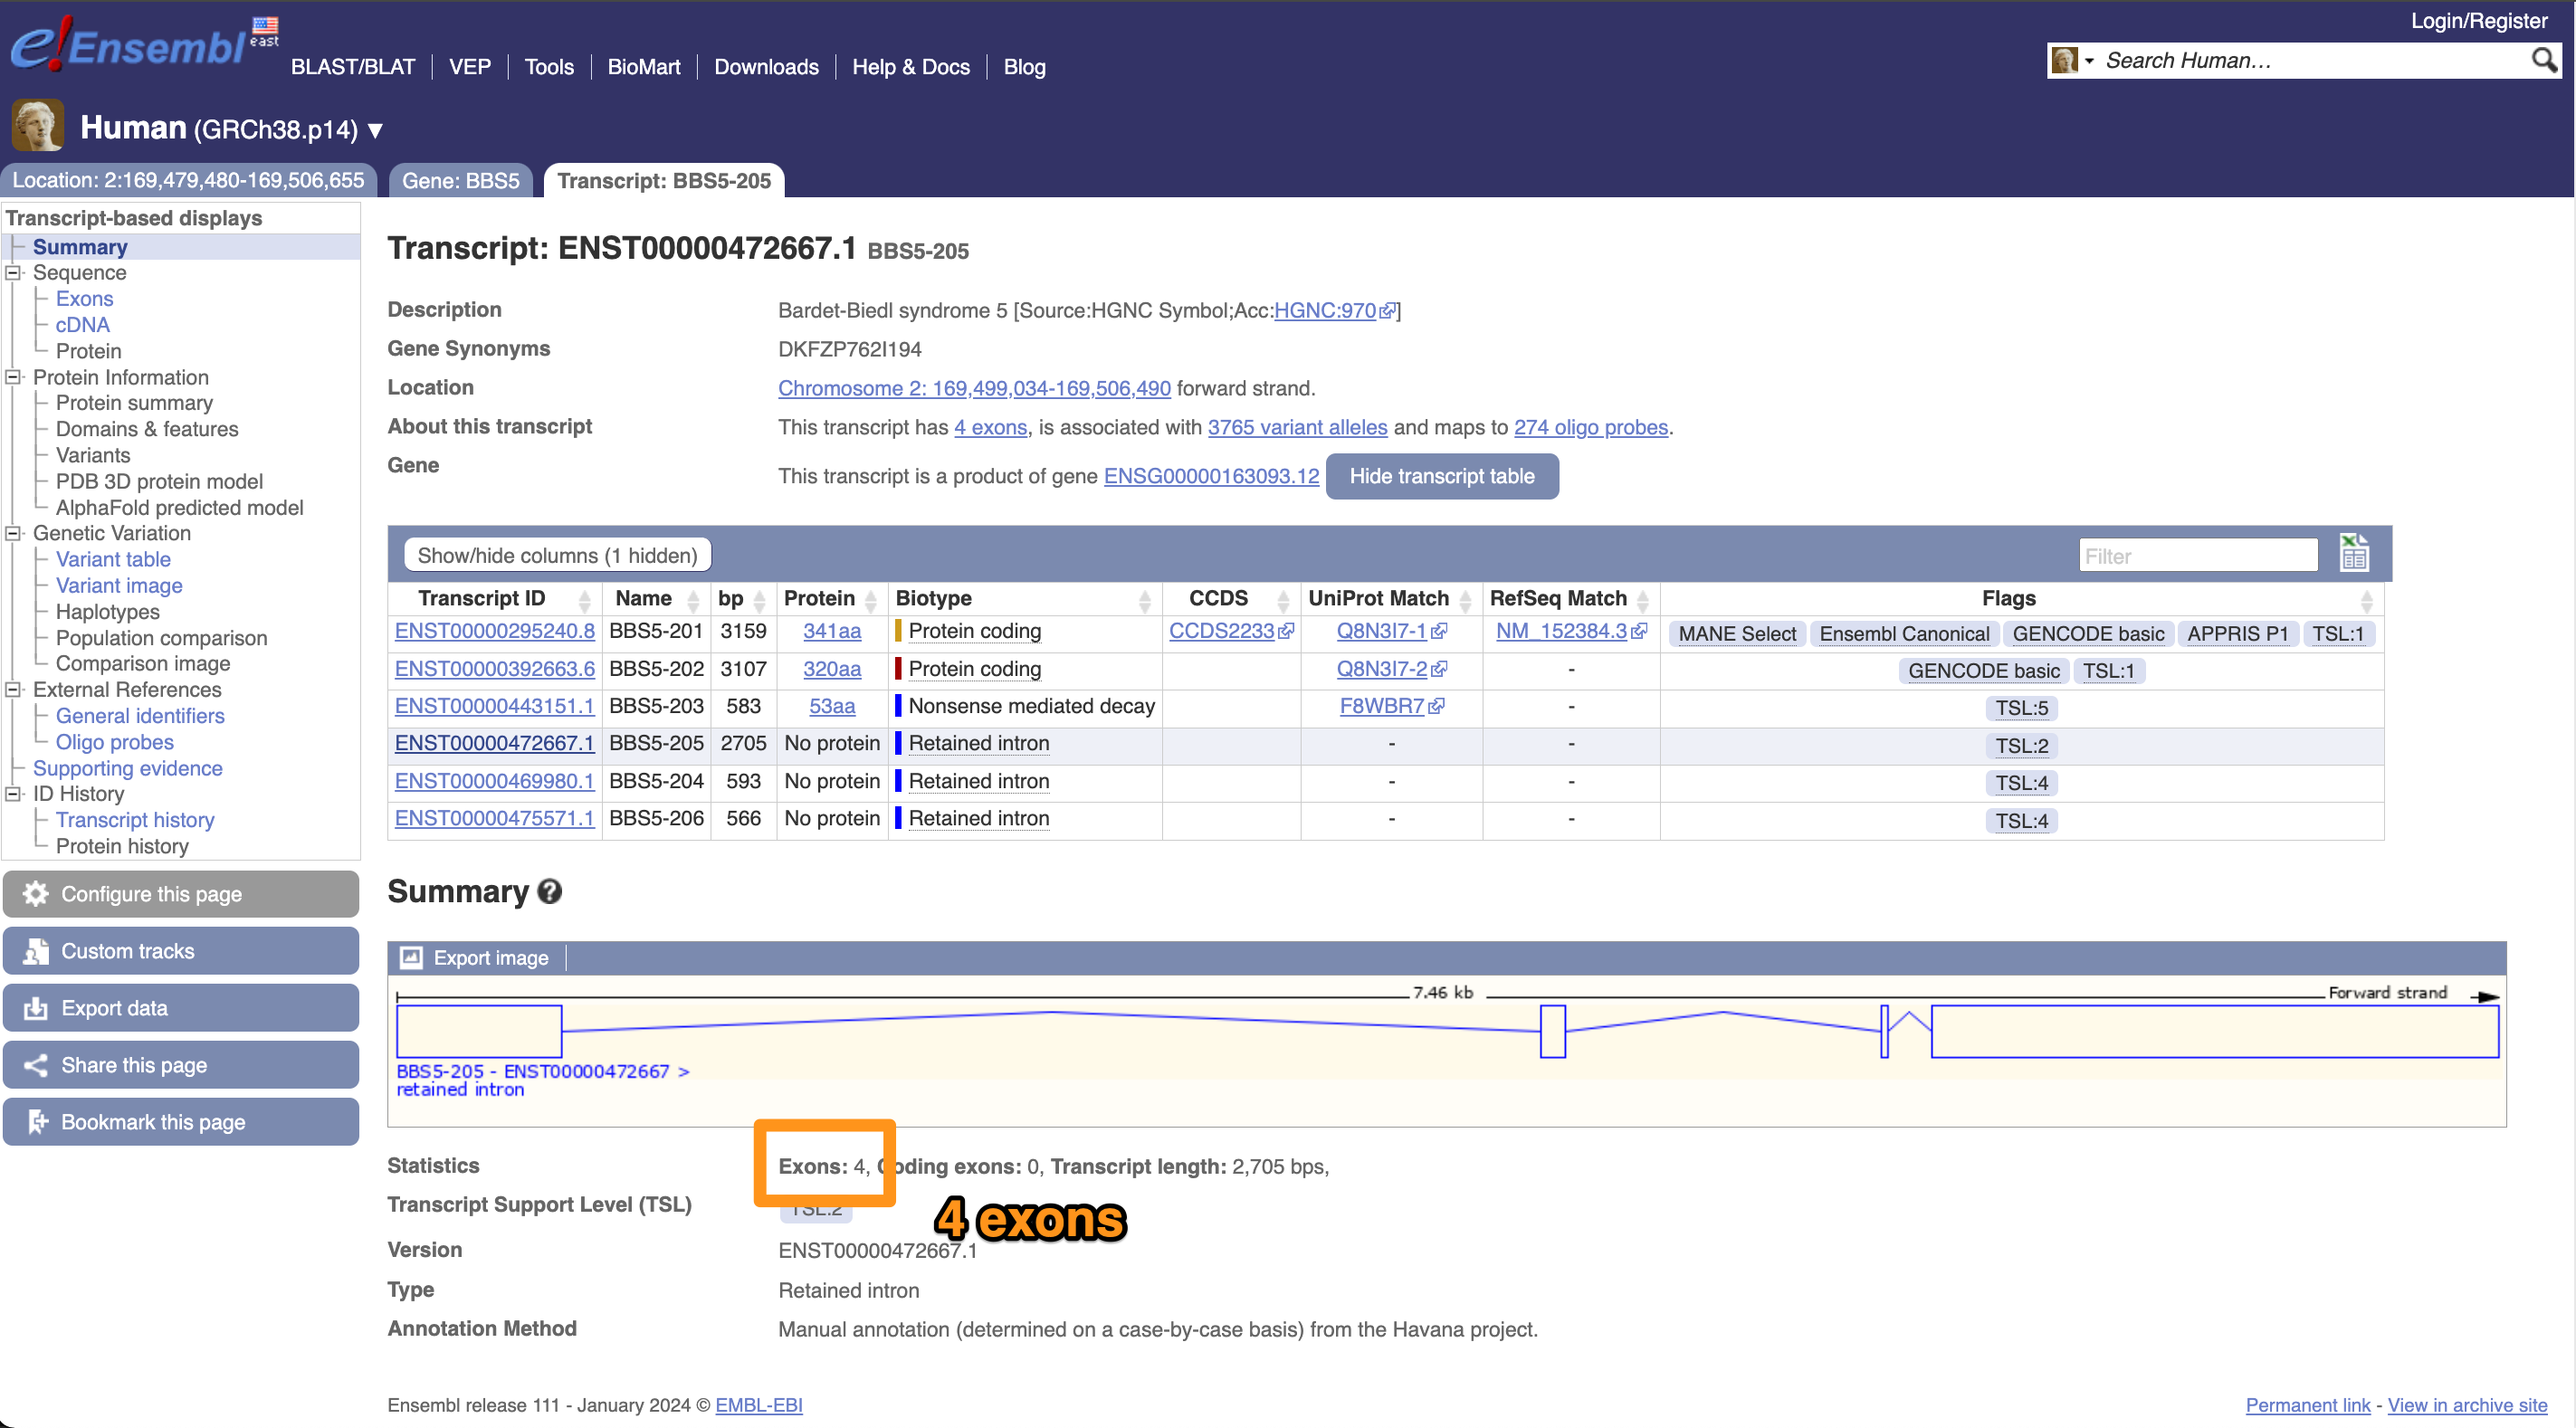 Login/Register
e!Ensembl east
BLAST/BLAT VEP Tools BioMart Downloads Help & Docs Blog
Search Human…
Human (GRCh38.p14) ▼
Location: 2:169,479,480-169,506,655 Gene: BBS5 Transcript: BBS5-205
Transcript-based displays
Summary
Sequence
Exons
cDNA
Protein
Protein Information
Protein summary
Domains & features
Variants
PDB 3D protein model
AlphaFold predicted model
Genetic Variation
Variant table
Variant image
Haplotypes
Population comparison
Comparison image
External References
General identifiers
Oligo probes
Supporting evidence
ID History
Transcript history
Protein history
Configure this page
Custom tracks
Export data
Share this page
Bookmark this page
Transcript: ENST00000472667.1 BBS5-205
Description Bardet-Biedl syndrome 5 [Source:HGNC Symbol;Acc:HGNC:970]
Gene Synonyms DKFZP762I194
Location Chromosome 2: 169,499,034-169,506,490 forward strand.
About this transcript This transcript has 4 exons, is associated with 3765 variant alleles and maps to 274 oligo probes.
Gene This transcript is a product of gene ENSG00000163093.12 Hide transcript table
Show/hide columns (1 hidden) Filter
Transcript ID Name bp Protein Biotype CCDS UniProt Match RefSeq Match Flags
ENST00000295240.8 BBS5-201 3159 341aa Protein coding CCDS2233 Q8N3I7-1 NM_152384.3 MANE Select Ensembl Canonical GENCODE basic APPRIS P1 TSL:1
ENST00000392663.6 BBS5-202 3107 320aa Protein coding Q8N3I7-2 - GENCODE basic TSL:1
ENST00000443151.1 BBS5-203 583 53aa Nonsense mediated decay F8WBR7 - TSL:5
ENST00000472667.1 BBS5-205 2705 No protein Retained intron - - TSL:2
ENST00000469980.1 BBS5-204 593 No protein Retained intron - - TSL:4
ENST00000475571.1 BBS5-206 566 No protein Retained intron - - TSL:4
Summary ?
Export image
7.46 kb Forward strand
BBS5-205 - ENST00000472667 >
retained intron
Statistics Exons: 4, Coding exons: 0, Transcript length: 2,705 bps,
Transcript Support Level (TSL) TSL:2
4 exons
Version ENST00000472667.1
Type Retained intron
Annotation Method Manual annotation (determined on a case-by-case basis) from the Havana project.
Ensembl release 111 - January 2024 © EMBL-EBI
Permanent link - View in archive site